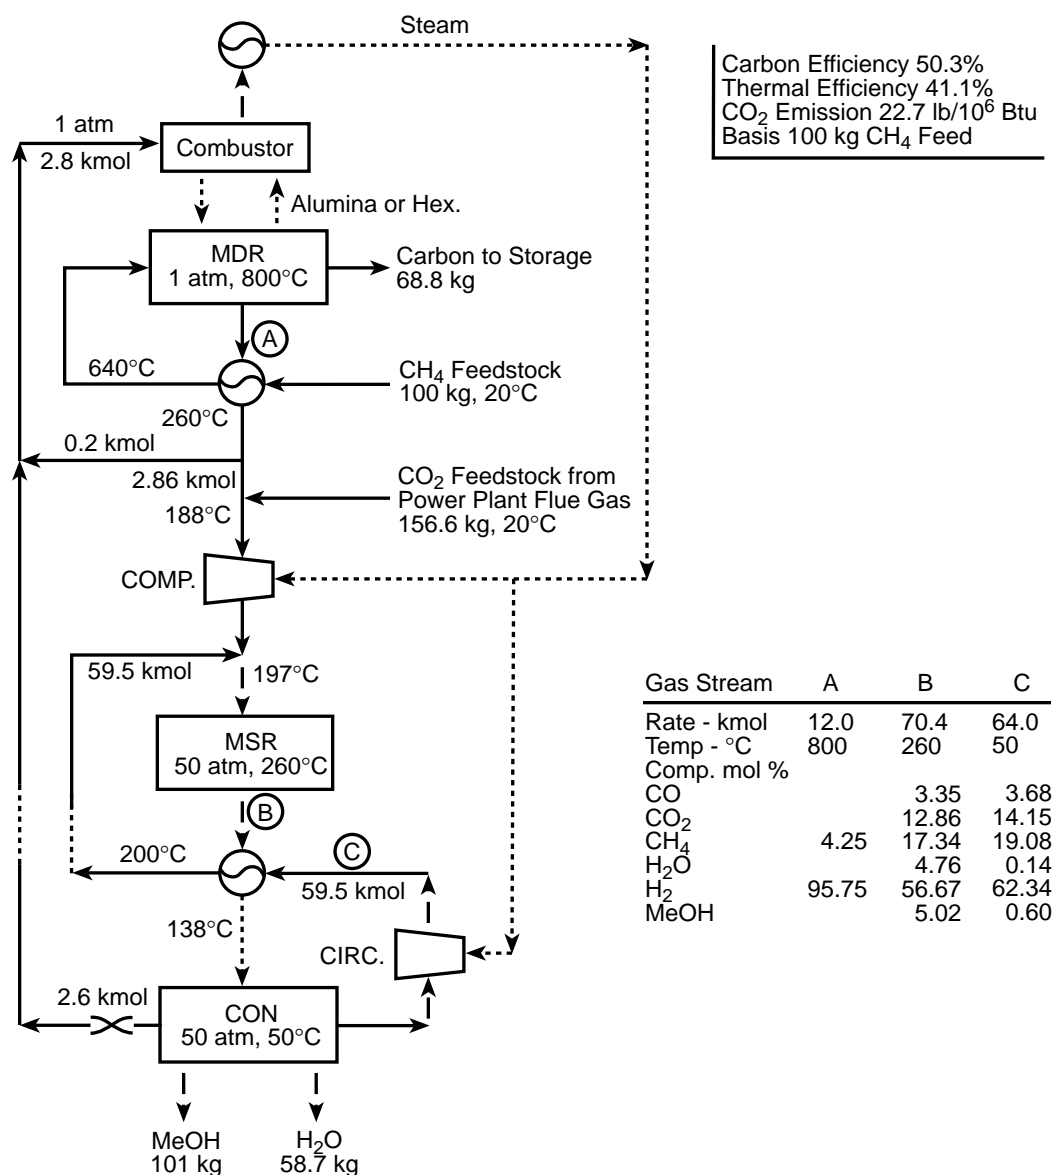 Steam
Carbon Efficiency 50.3%
Thermal Efficiency 41.1%
CO2 Emission 22.7 lb/10^6 Btu
Basis 100 kg CH4 Feed
1 atm
2.8 kmol
Combustor
Alumina or Hex.
MDR
1 atm, 800°C
Carbon to Storage
68.8 kg
A
640°C
CH4 Feedstock
100 kg, 20°C
260°C
0.2 kmol
2.86 kmol
CO2 Feedstock from
Power Plant Flue Gas
156.6 kg, 20°C
188°C
COMP.
59.5 kmol
197°C
MSR
50 atm, 260°C
B
C
200°C
59.5 kmol
138°C
CIRC.
2.6 kmol
CON
50 atm, 50°C
MeOH
101 kg
H2O
58.7 kg
Gas Stream A B C
Rate - kmol 12.0 70.4 64.0
Temp - °C 800 260 50
Comp. mol %
CO 3.35 3.68
CO2 12.86 14.15
CH4 4.25 17.34 19.08
H2O 4.76 0.14
H2 95.75 56.67 62.34
MeOH 5.02 0.60